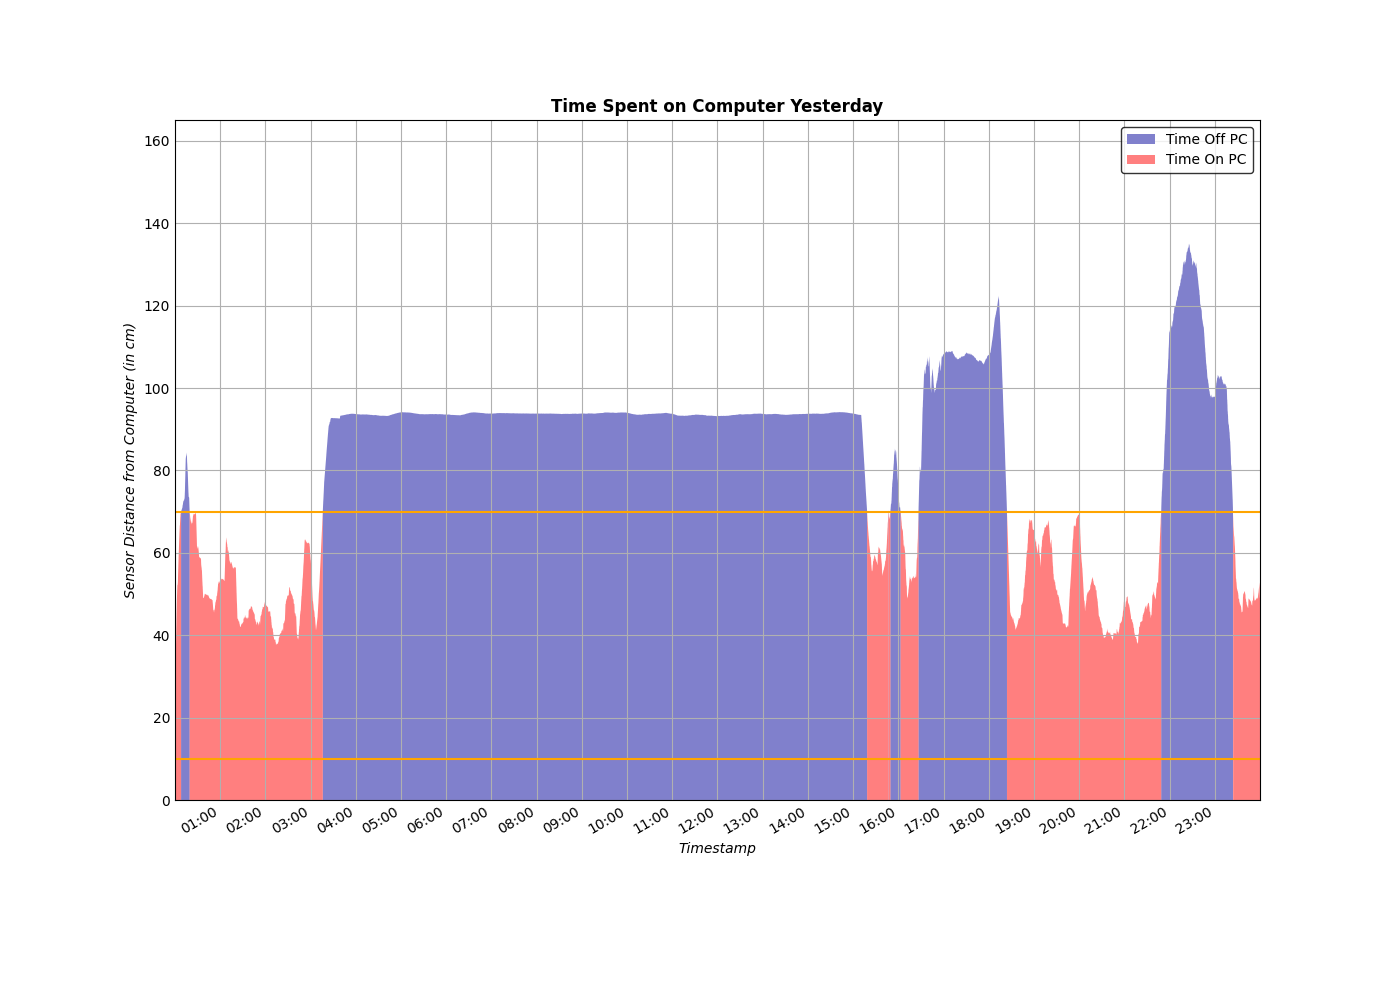 Time Spent on Computer Yesterday
Time Off PC
Time On PC
160
140
120
100
80
60
40
20
0
Sensor Distance from Computer (in cm)
01:00 02:00 03:00 04:00 05:00 06:00 07:00 08:00 09:00 10:00 11:00 12:00 13:00 14:00 15:00 16:00 17:00 18:00 19:00 20:00 21:00 22:00 23:00
Timestamp